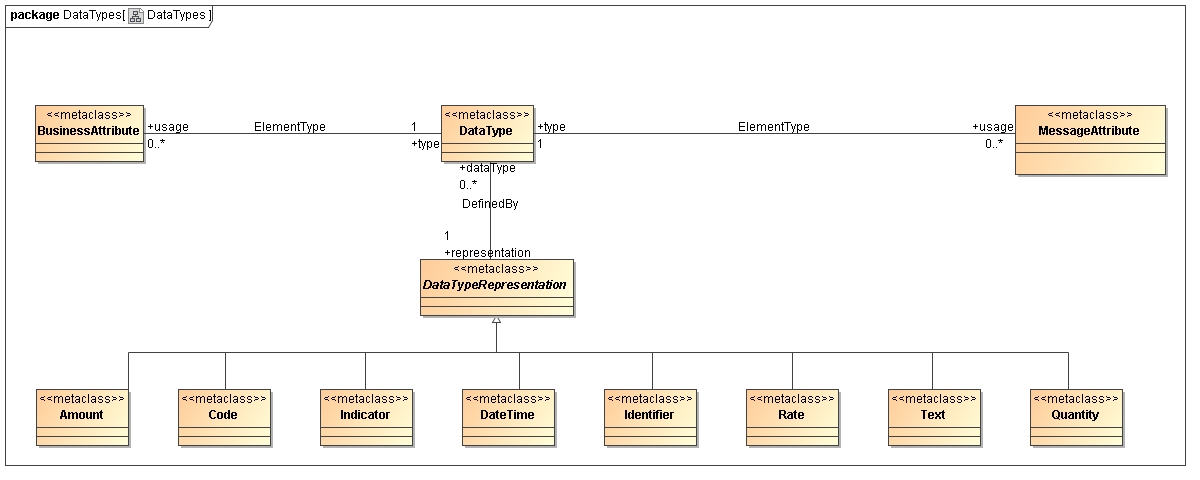 package DataTypes[ DataTypes ]
<<metaclass>>
BusinessAttribute
+usage
0..*
ElementType
1
+type
<<metaclass>>
DataType
+type
1
ElementType
+usage
0..*
<<metaclass>>
MessageAttribute
+dataType
0..*
DefinedBy
1
+representation
<<metaclass>>
DataTypeRepresentation
<<metaclass>>
Amount
<<metaclass>>
Code
<<metaclass>>
Indicator
<<metaclass>>
DateTime
<<metaclass>>
Identifier
<<metaclass>>
Rate
<<metaclass>>
Text
<<metaclass>>
Quantity